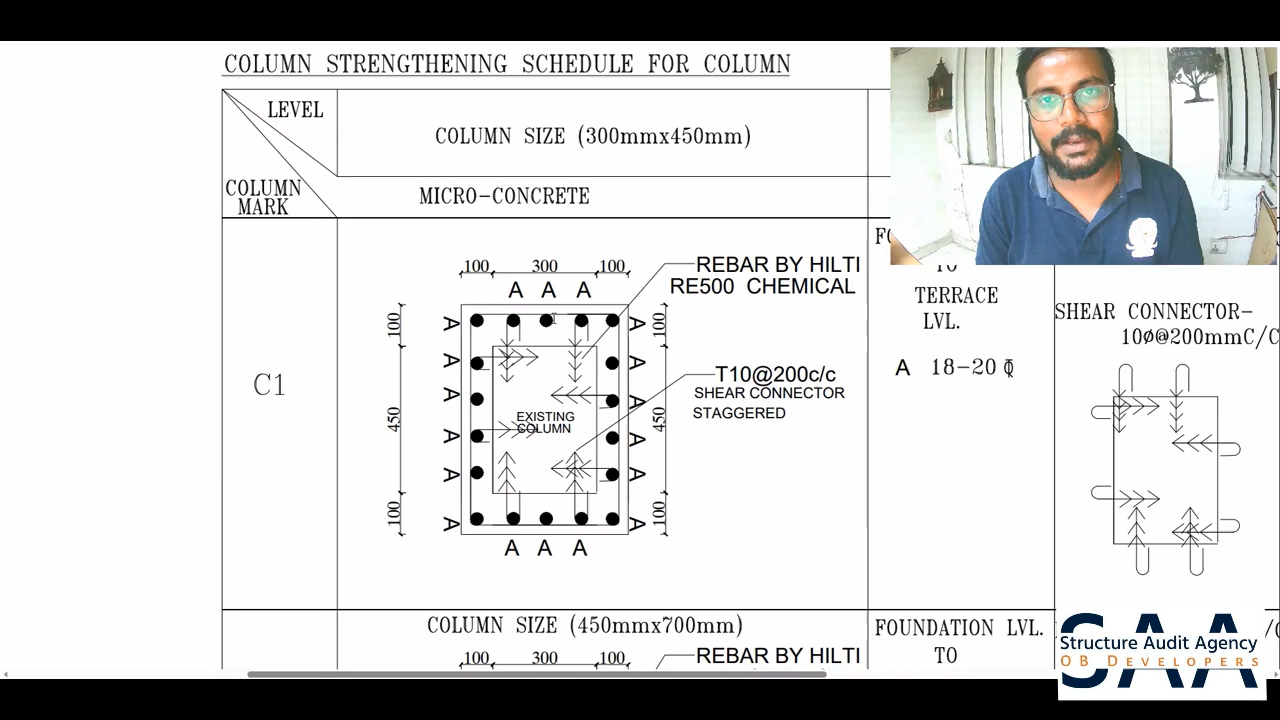 COLUMN STRENGTHENING SCHEDULE FOR COLUMN
LEVEL
COLUMN SIZE (300mmx450mm)
COLUMN
MARK
MICRO-CONCRETE
C1
100 300 100
A A A
REBAR BY HILTI
RE500 CHEMICAL
100
450
100
A
A
A
A
A
A
EXISTING
COLUMN
A
A
A
A
A
A
100
450
100
A A A
T10@200c/c
SHEAR CONNECTOR
STAGGERED
TO
TERRACE
LVL.
A 18-20
SHEAR CONNECTOR-
10ø@200mmC/C
COLUMN SIZE (450mmx700mm)
100 300 100
REBAR BY HILTI
FOUNDATION LVL.
TO
SAA
Structure Audit Agency
OB DEVELOPERS